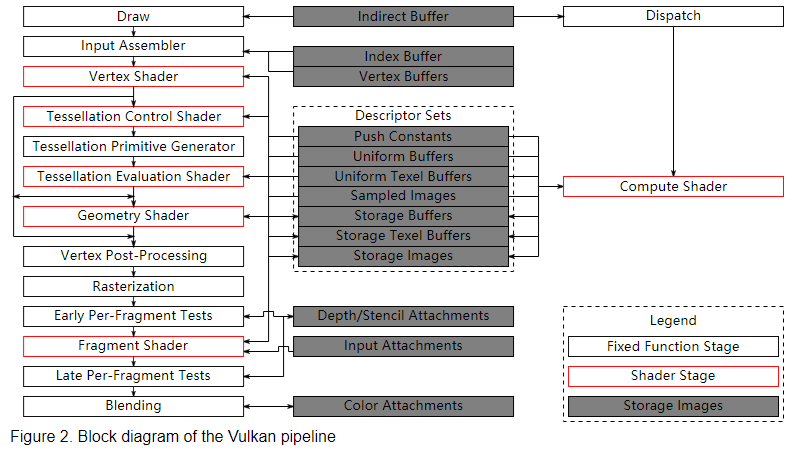 Draw
Indirect Buffer
Dispatch
Input Assembler
Index Buffer
Vertex Shader
Vertex Buffers
Descriptor Sets
Tessellation Control Shader
Push Constants
Tessellation Primitive Generator
Uniform Buffers
Tessellation Evaluation Shader
Uniform Texel Buffers
Compute Shader
Sampled Images
Geometry Shader
Storage Buffers
Storage Texel Buffers
Vertex Post-Processing
Storage Images
Rasterization
Early Per-Fragment Tests
Depth/Stencil Attachments
Legend
Fragment Shader
Input Attachments
Fixed Function Stage
Late Per-Fragment Tests
Shader Stage
Blending
Color Attachments
Storage Images
Figure 2. Block diagram of the Vulkan pipeline